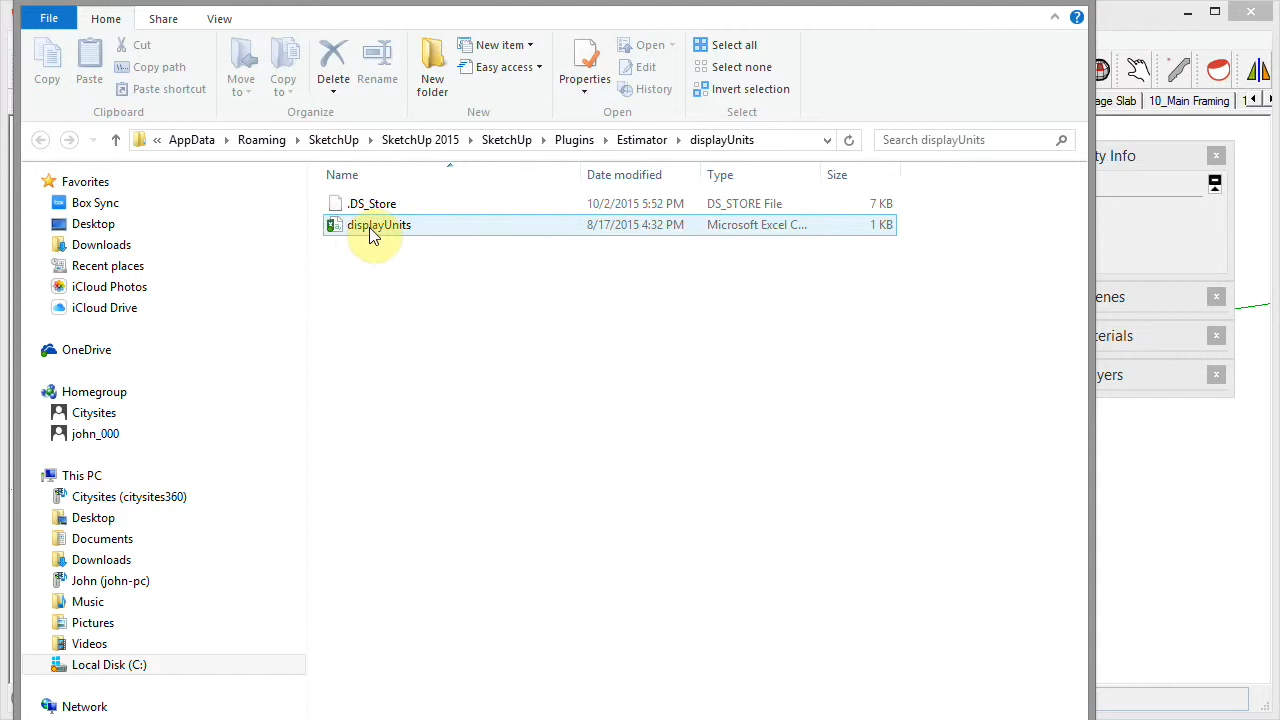 File Home Share View
Copy
Paste
Cut
Copy path
Paste shortcut
Clipboard
Move to
Copy to
Delete
Rename
Organize
New folder
New item
Easy access
New
Properties
Open
Edit
History
Open
Select all
Select none
Invert selection
Select
age Slab 10_Main Framing 1
« AppData Roaming SketchUp SketchUp 2015 SketchUp Plugins Estimator displayUnits
Search displayUnits
ty Info
enes
terials
yers
Name Date modified Type Size
.DS_Store 10/2/2015 5:52 PM DS_STORE File 7 KB
displayUnits 8/17/2015 4:32 PM Microsoft Excel C... 1 KB
Favorites
Box Sync
Desktop
Downloads
Recent places
iCloud Photos
iCloud Drive
OneDrive
Homegroup
Citysites
john_000
This PC
Citysites (citysites360)
Desktop
Documents
Downloads
John (john-pc)
Music
Pictures
Videos
Local Disk (C:)
Network